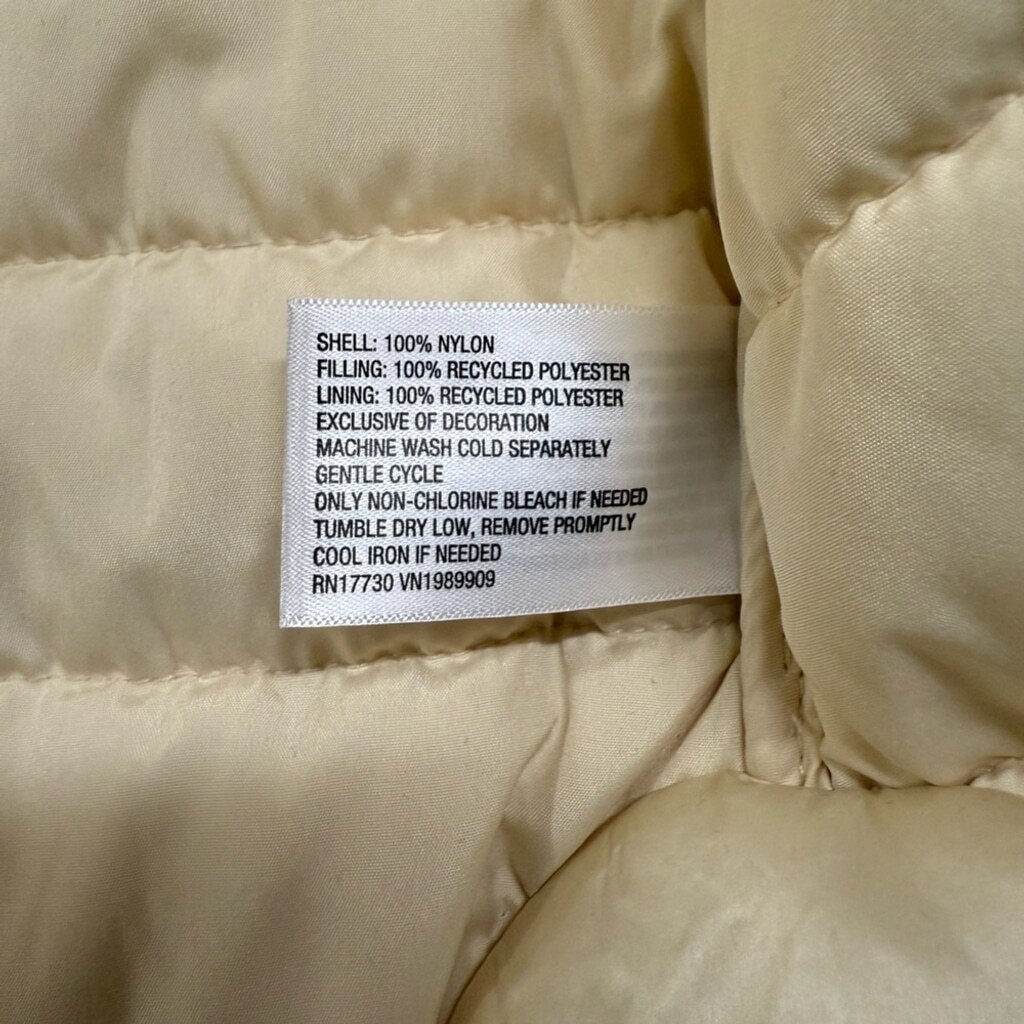 SHELL: 100% NYLON
FILLING: 100% RECYCLED POLYESTER
LINING: 100% RECYCLED POLYESTER
EXCLUSIVE OF DECORATION
MACHINE WASH COLD SEPARATELY
GENTLE CYCLE
ONLY NON-CHLORINE BLEACH IF NEEDED
TUMBLE DRY LOW, REMOVE PROMPTLY
COOL IRON IF NEEDED
RN17730 VN1989909